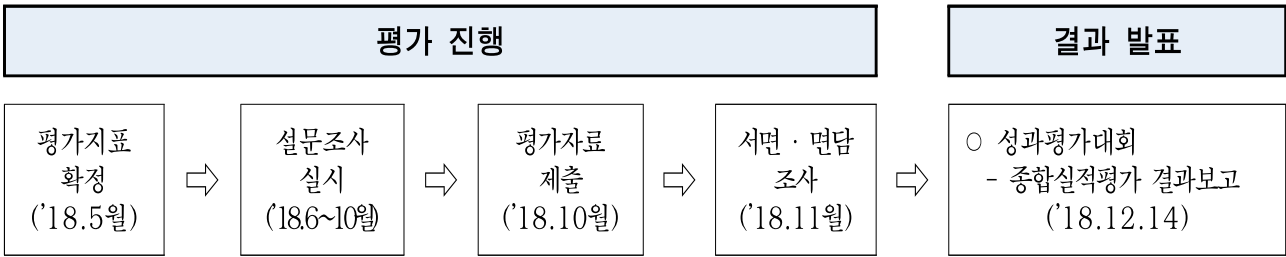 평가 진행
결과 발표
평가지표
확정
('18.5월)
설문조사
실시
('18.6~10월)
평가자료
제출
('18.10월)
서면 · 면담
조사
('18.11월)
○ 성과평가대회
- 종합실적평가 결과보고
('18.12.14)